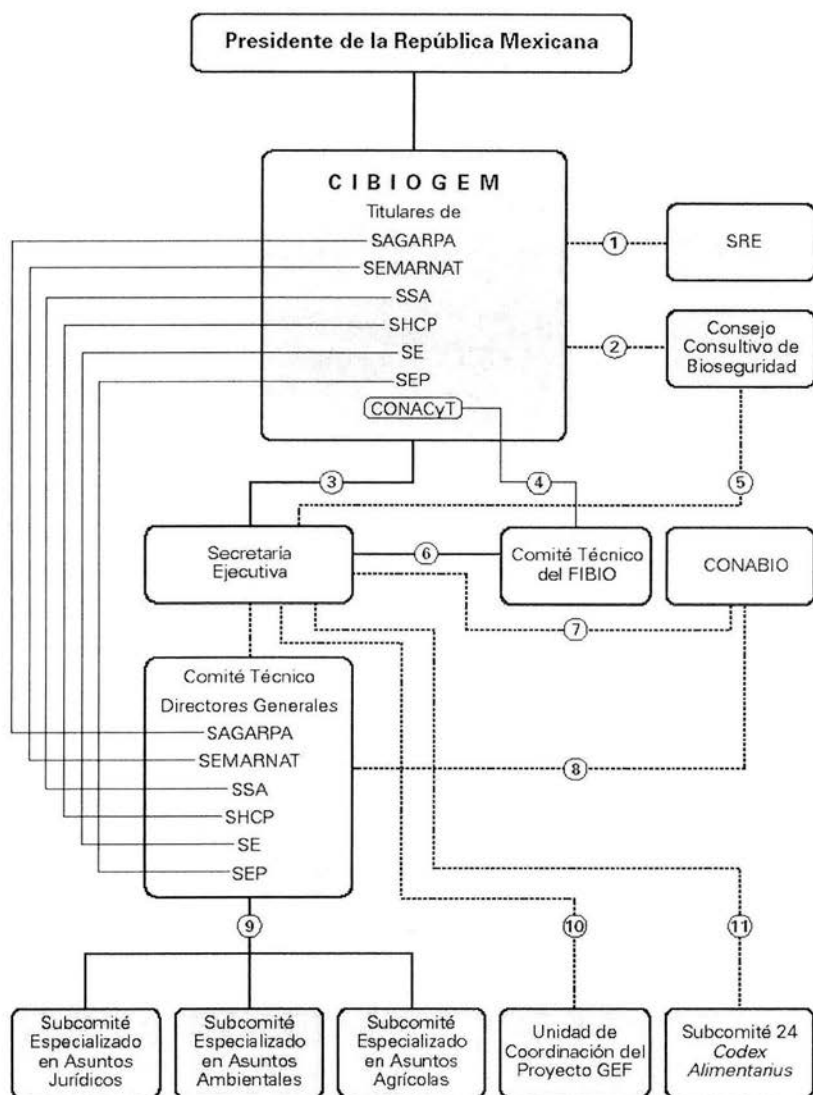 Presidente de la República Mexicana
CIBIOGEM
Titulares de
SAGARPA
SEMARNAT
SSA
SHCP
SE
SEP
CONACyT
1
SRE
2
Consejo
Consultivo de
Bioseguridad
3
4
5
Secretaría
Ejecutiva
6
Comité Técnico
del FIBIO
CONABIO
7
Comité Técnico
Directores Generales
SAGARPA
SEMARNAT
SSA
SHCP
SE
SEP
8
9
10
11
Subcomité
Especializado
en Asuntos
Jurídicos
Subcomité
Especializado
en Asuntos
Ambientales
Subcomité
Especializado
en Asuntos
Agrícolas
Unidad de
Coordinación del
Proyecto GEF
Subcomité 24
Codex
Alimentarius